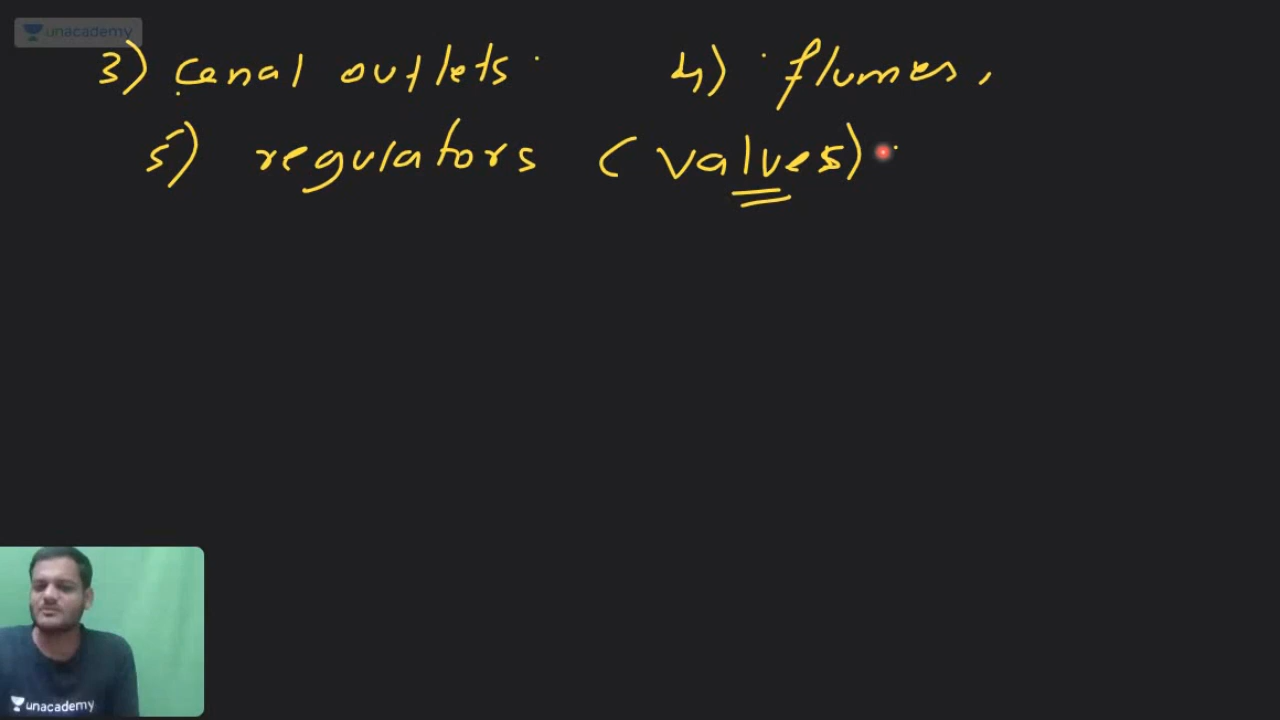 unacademy
3) canal outlets. 4) flumes,
5) regulators (valves).
unacademy